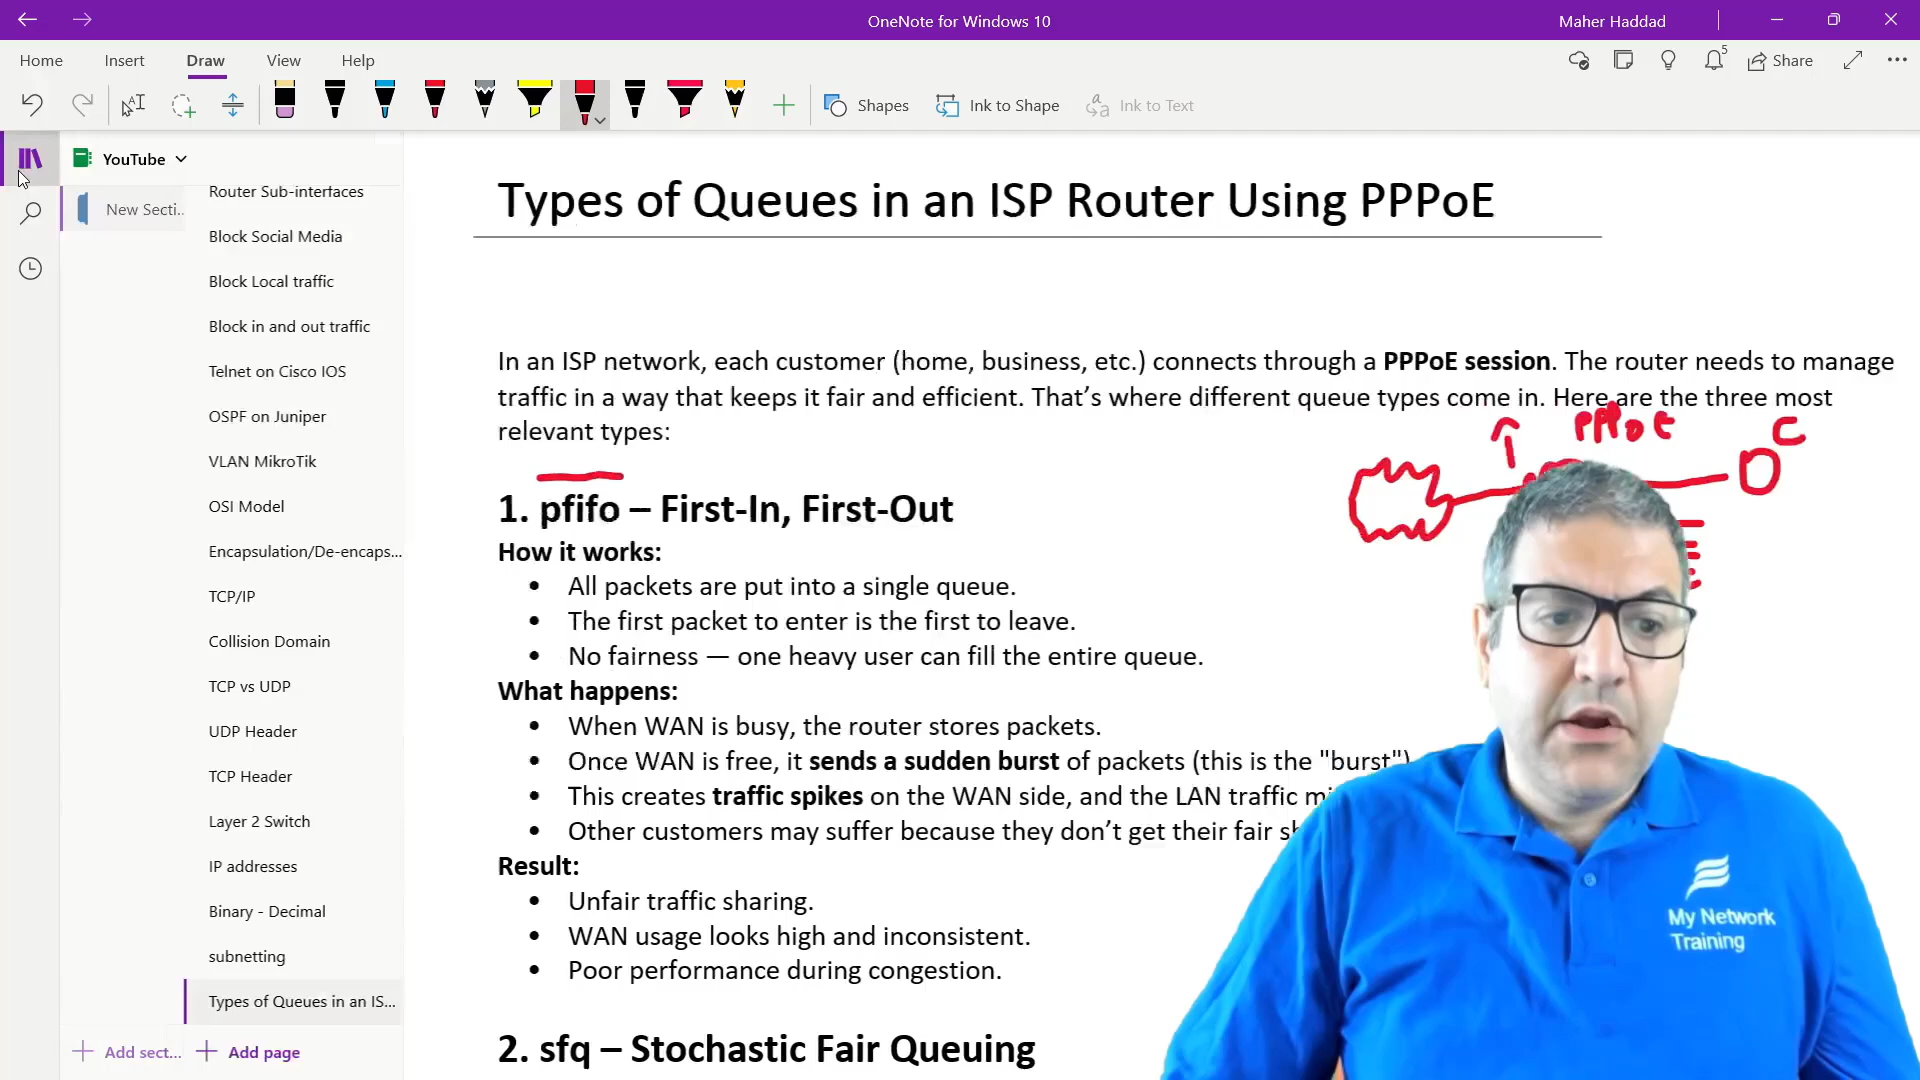 OneNote for Windows 10
Maher Haddad
Home
Insert
Draw
View
Help
5
Share
Shapes
Ink to Shape
Ink to Text
YouTube
New Secti..
Router Sub-interfaces
Block Social Media
Block Local traffic
Block in and out traffic
Telnet on Cisco IOS
OSPF on Juniper
VLAN MikroTik
OSI Model
Encapsulation/De-encaps...
TCP/IP
Collision Domain
TCP vs UDP
UDP Header
TCP Header
Layer 2 Switch
IP addresses
Binary - Decimal
subnetting
Types of Queues in an IS...
Add sect...
Add page
Types of Queues in an ISP Router Using PPPoE
In an ISP network, each customer (home, business, etc.) connects through a PPPoE session. The router needs to manage
traffic in a way that keeps it fair and efficient. That’s where different queue types come in. Here are the three most
relevant types:
PPPoE
C
1. pfifo – First-In, First-Out
How it works:
• All packets are put into a single queue.
• The first packet to enter is the first to leave.
• No fairness — one heavy user can fill the entire queue.
What happens:
• When WAN is busy, the router stores packets.
• Once WAN is free, it sends a sudden burst of packets (this is the "burst")
• This creates traffic spikes on the WAN side, and the LAN traffic
• Other customers may suffer because they don’t get their fair
Result:
• Unfair traffic sharing.
• WAN usage looks high and inconsistent.
• Poor performance during congestion.
2. sfq – Stochastic Fair Queuing
My Network
Training